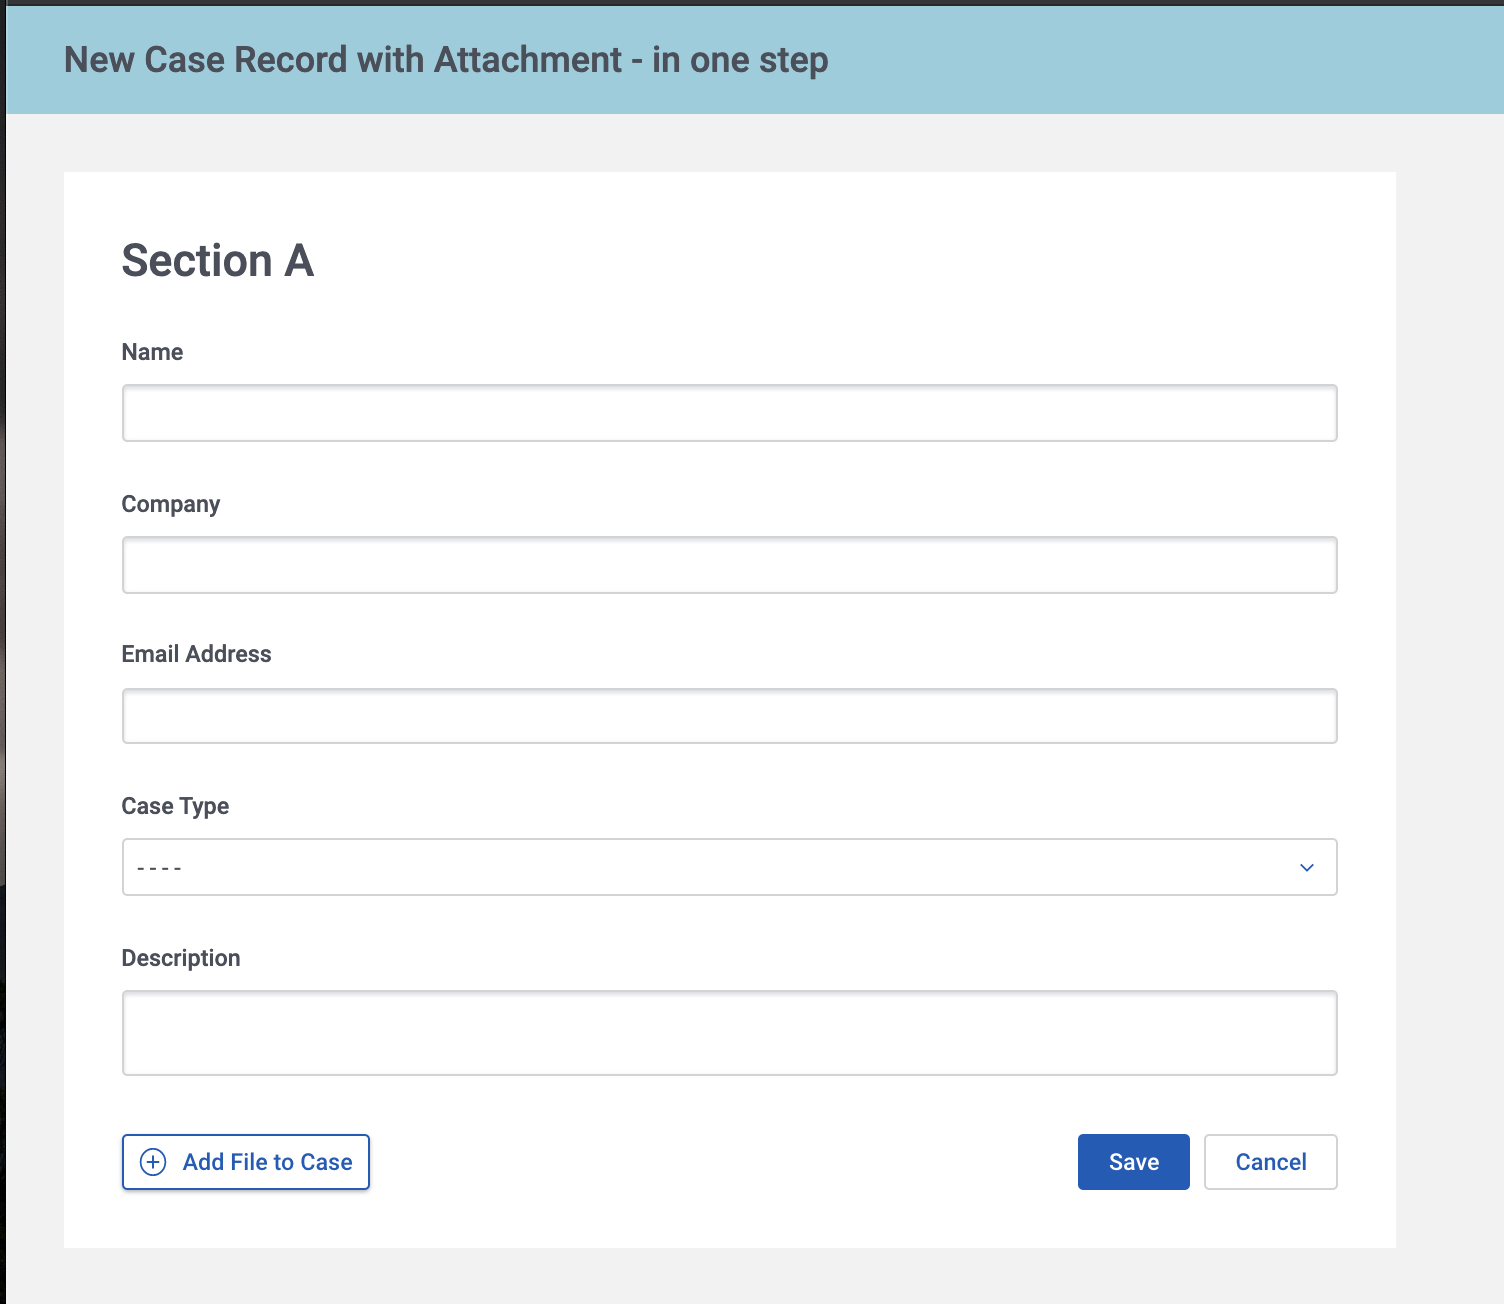 New Case Record with Attachment - in one step
Section A
Name
Company
Email Address
Case Type
----
Description
Add File to Case
Save
Cancel